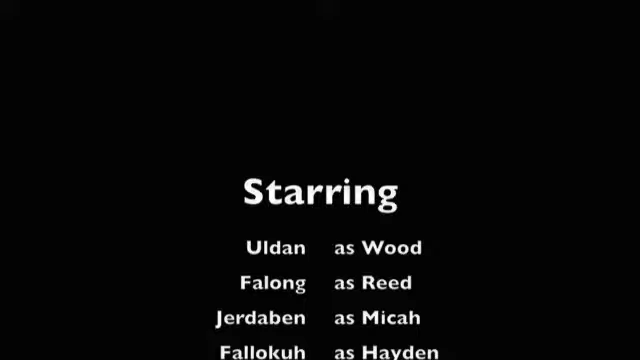 Starring
Uldan as Wood
Falong as Reed
Jerdaben as Micah
Fallokuh as Hayden